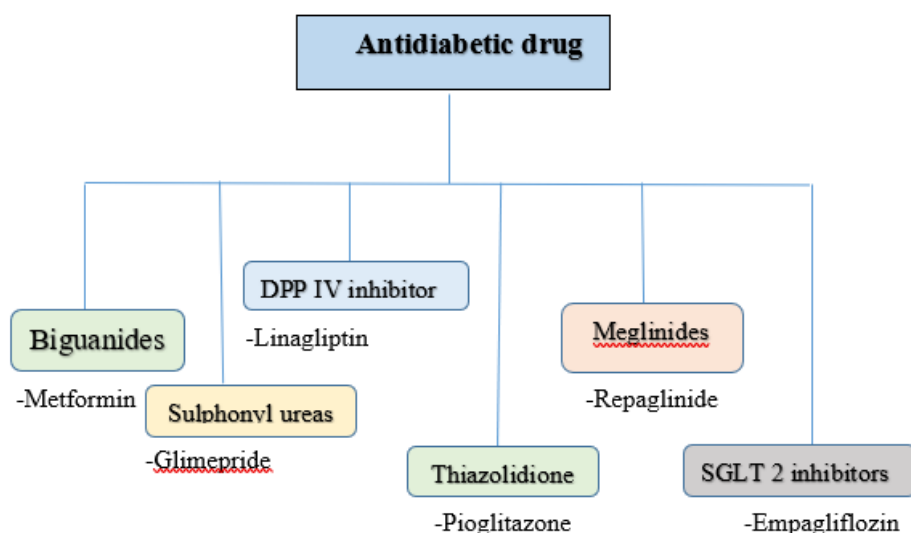 Antidiabetic drug
DPP IV inhibitor
-Linagliptin
Biguanides
-Metformin
Meglinides
-Repaglinide
Sulphonyl ureas
-Glimepride
Thiazolidione
-Pioglitazone
SGLT 2 inhibitors
-Empagliflozin